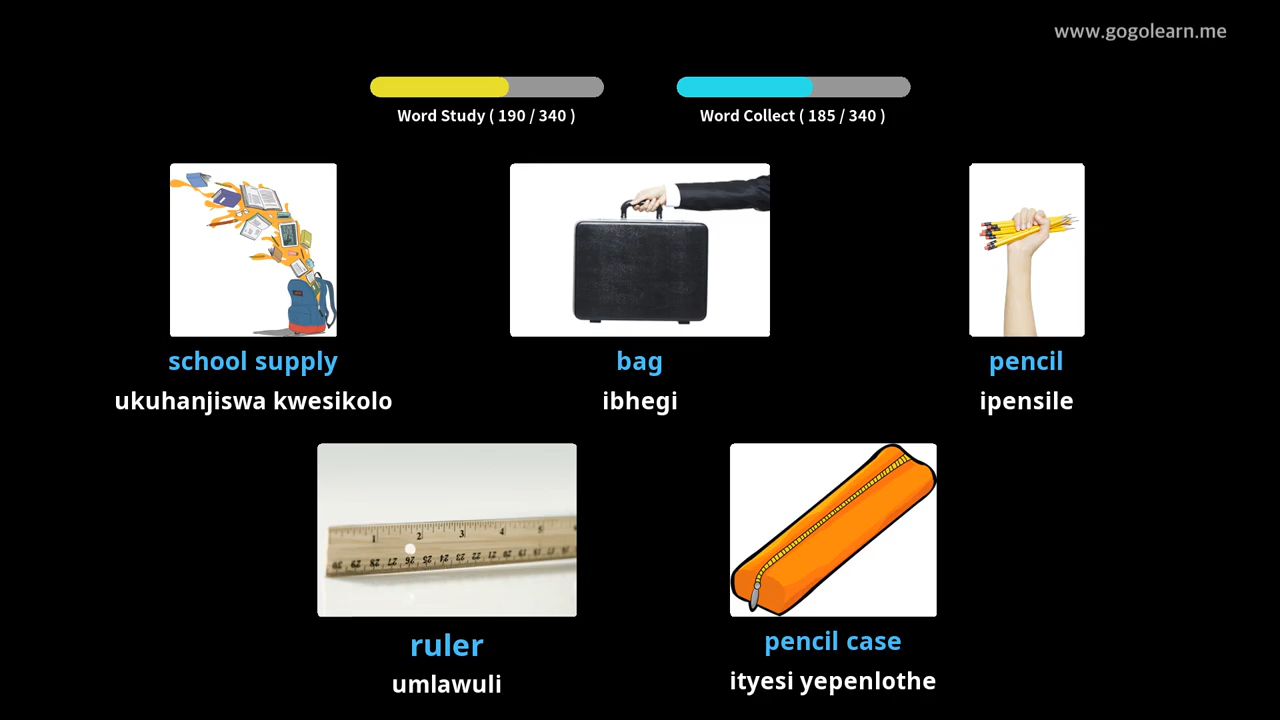 www.gogolearn.me
Word Study ( 190 / 340 )
Word Collect ( 185 / 340 )
school supply
ukuhanjiswa kwesikolo
bag
ibhegi
pencil
ipensile
ruler
umlawuli
pencil case
ityesi yepenlothe